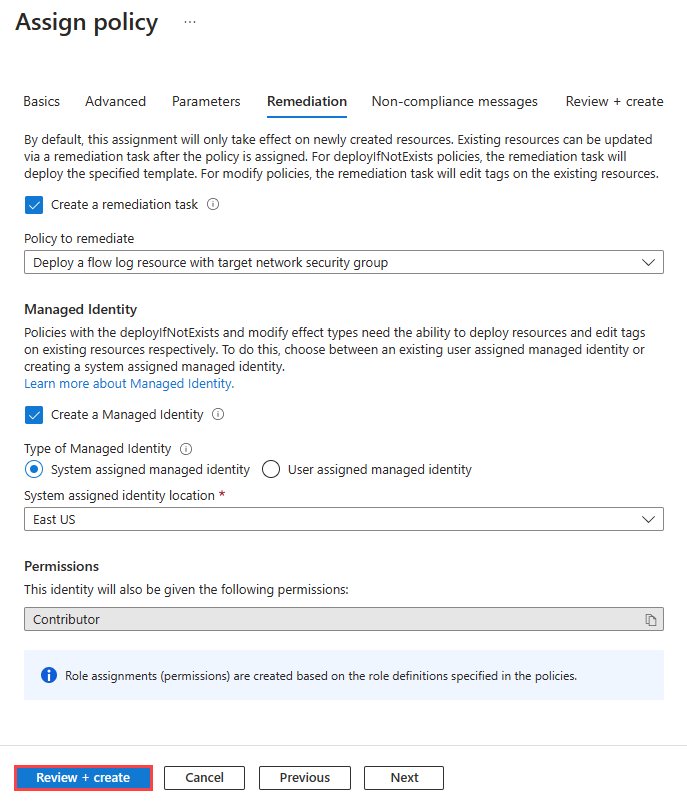 Assign policy ...
Basics Advanced Parameters Remediation Non-compliance messages Review + create
By default, this assignment will only take effect on newly created resources. Existing resources can be updated
via a remediation task after the policy is assigned. For deployIfNotExists policies, the remediation task will
deploy the specified template. For modify policies, the remediation task will edit tags on the existing resources.
Create a remediation task
Policy to remediate
Deploy a flow log resource with target network security group
Managed Identity
Policies with the deployIfNotExists and modify effect types need the ability to deploy resources and edit tags
on existing resources respectively. To do this, choose between an existing user assigned managed identity or
creating a system assigned managed identity.
Learn more about Managed Identity.
Create a Managed Identity
Type of Managed Identity
System assigned managed identity User assigned managed identity
System assigned identity location *
East US
Permissions
This identity will also be given the following permissions:
Contributor
Role assignments (permissions) are created based on the role definitions specified in the policies.
Review + create Cancel Previous Next